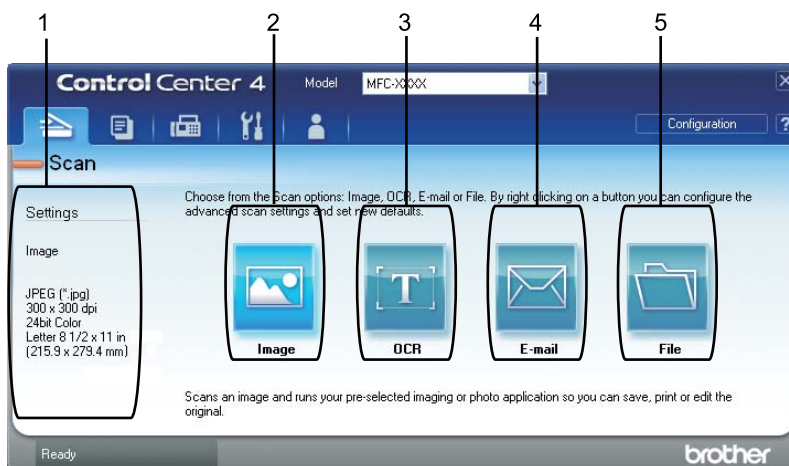 1 2 3 4 5
Control Center 4 Model MFC-XXXX
Configuration ?
Scan
Choose from the Scan options: Image, OCR, E-mail or File. By right clicking on a button you can configure the
advanced scan settings and set new defaults.
Settings
Image
JPEG (*.jpg)
300 x 300 dpi
24bit Color
Letter 8 1/2 x 11 in
(215.9 x 279.4 mm)
T
Image OCR E-mail File
Scans an image and runs your pre-selected imaging or photo application so you can save, print or edit the
original.
Ready brother